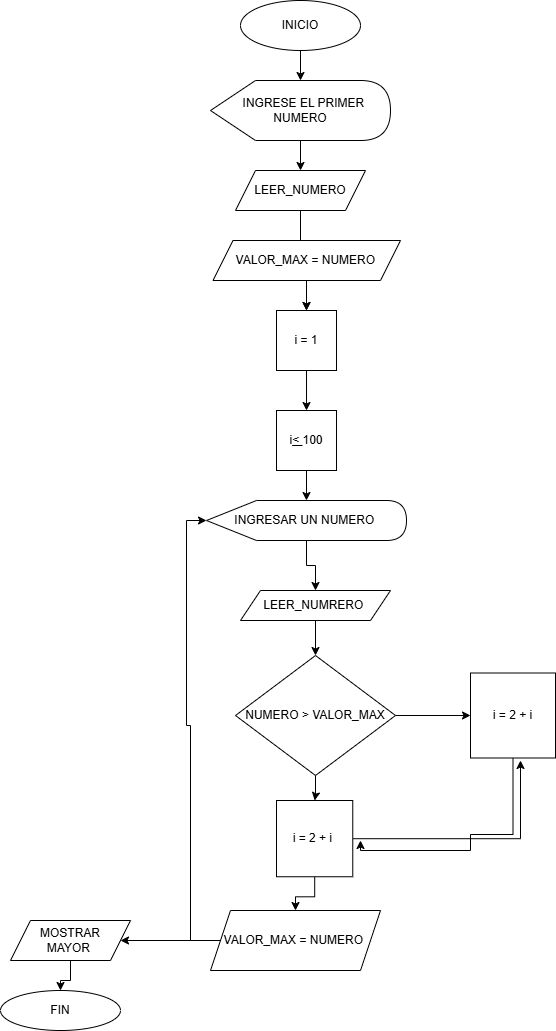 INICIO
INGRESE EL PRIMER
NUMERO
LEER_NUMERO
VALOR_MAX = NUMERO
i = 1
i≤ 100
INGRESAR UN NUMERO
LEER_NUMRERO
NUMERO > VALOR_MAX
i = 2 + i
i = 2 + i
VALOR_MAX = NUMERO
MOSTRAR
MAYOR
FIN